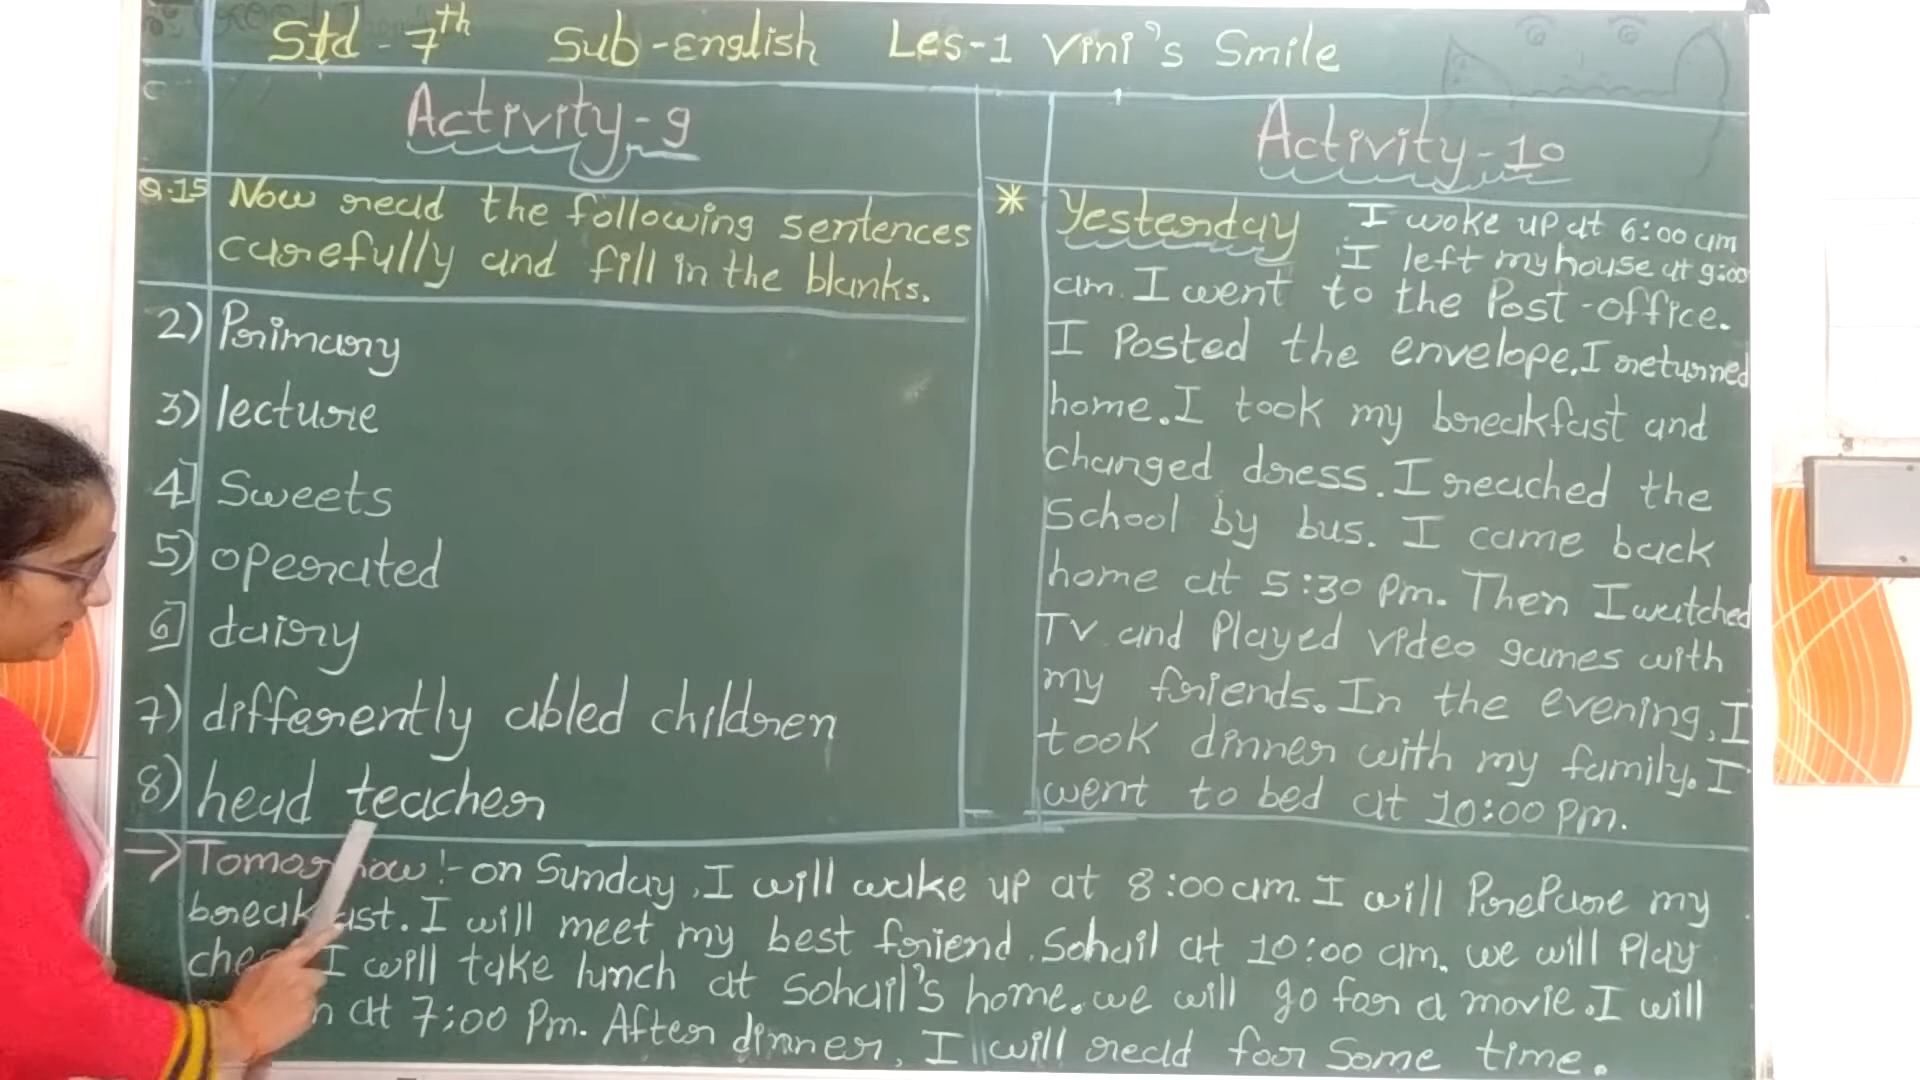 Std - 7th Sub - English Les-1 Vini's Smile
Activity-9
Q.15 Now read the following sentences
carefully and fill in the blanks.
2) Primary
3) lecture
4] Sweets
5) operated
6] dairy
7) differently abled children
8) head teacher
Activity-10
* Yesterday I woke up at 6:00 am
I left my house at 9:00
am. I went to the Post-office.
I Posted the envelope. I returned
home. I took my breakfast and
changed dress. I reached the
School by bus. I came back
home at 5:30 Pm. Then I watched
TV and Played video games with
my friends. In the evening, I
took dinner with my family. I
went to bed at 10:00 Pm.
→ Tomorrow :- on Sunday, I will wake up at 8:00 am. I will PrePare my
breakfast. I will meet my best friend. Sohail at 10:00 am. we will Play
I will take lunch at Sohail's home. we will go for a movie. I will
at 7:00 Pm. After dinner, I will read for Some time.